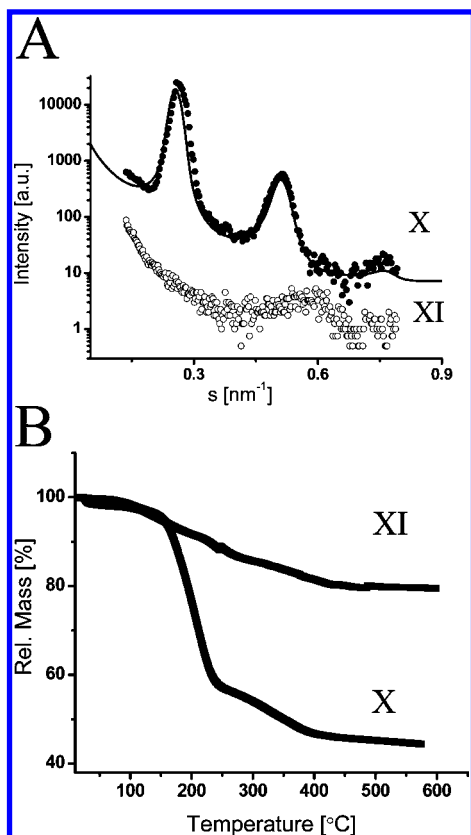 A
Intensity [a.u.]
10000
1000
100
10
1
X
XI
0.3 0.6 0.9
s [nm⁻¹]
B
Rel. Mass [%]
100
80
60
40
XI
X
100 200 300 400 500 600
Temperature [°C]